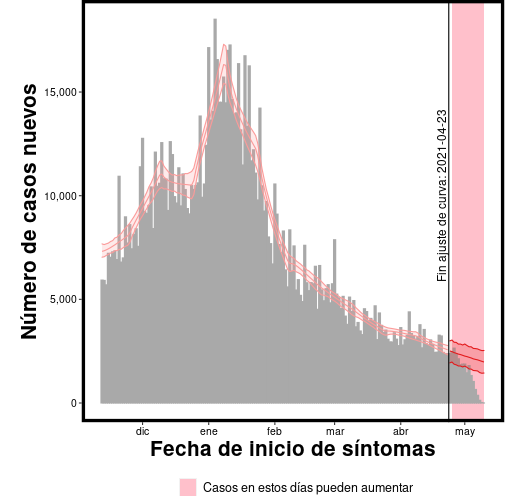 Número de casos nuevos
15,000
10,000
5,000
0
Fin ajuste de curva: 2021-04-23
dic ene feb mar abr may
Fecha de inicio de síntomas
Casos en estos días pueden aumentar